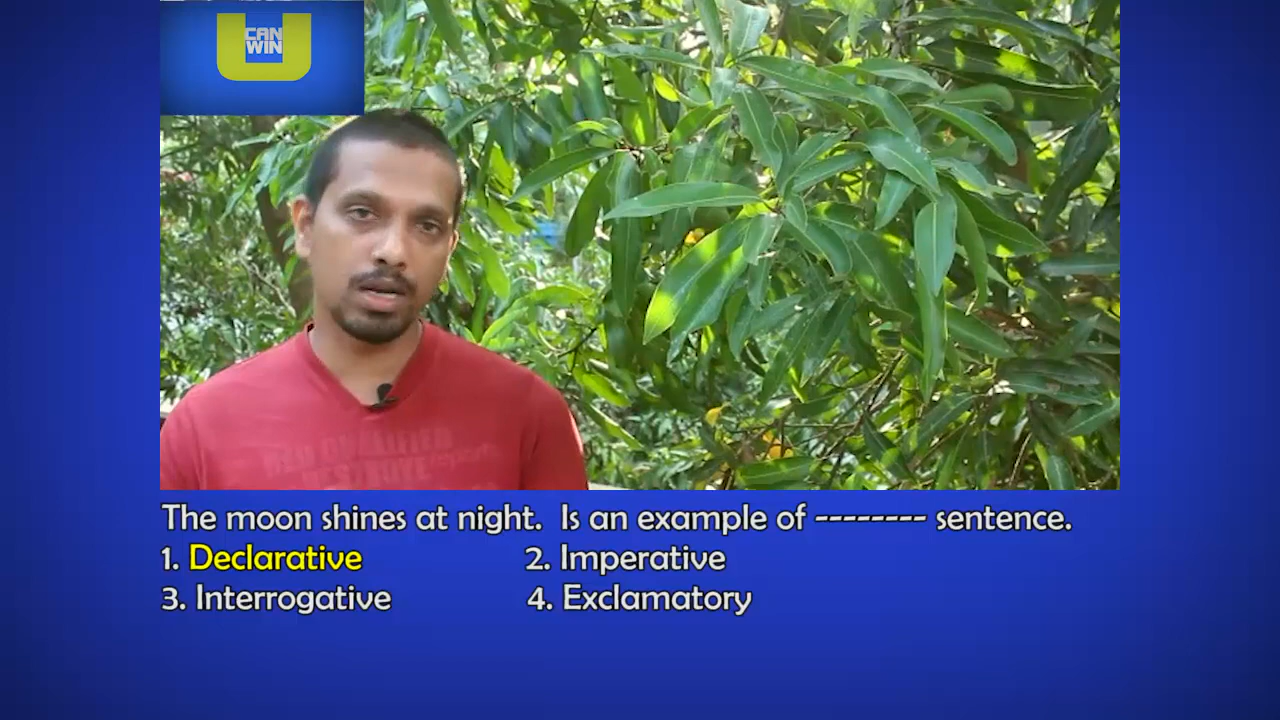 CAN
WIN
The moon shines at night. Is an example of -------- sentence.
1. Declarative 2. Imperative
3. Interrogative 4. Exclamatory